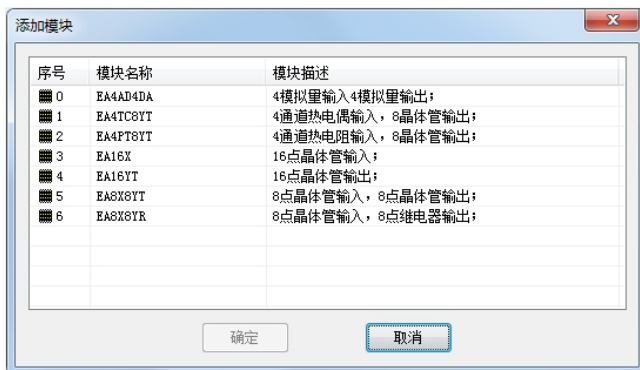 添加模块
序号 模块名称 模块描述
0 EA4AD4DA 4模拟量输入4模拟量输出;
1 EA4TC8YT 4通道热电偶输入，8晶体管输出;
2 EA4PT8YT 4通道热电阻输入，8晶体管输出;
3 EA16X 16点晶体管输入;
4 EA16YT 16点晶体管输出;
5 EA8X8YT 8点晶体管输入，8点晶体管输出;
6 EA8X8YR 8点晶体管输入，8点继电器输出;
确定 取消